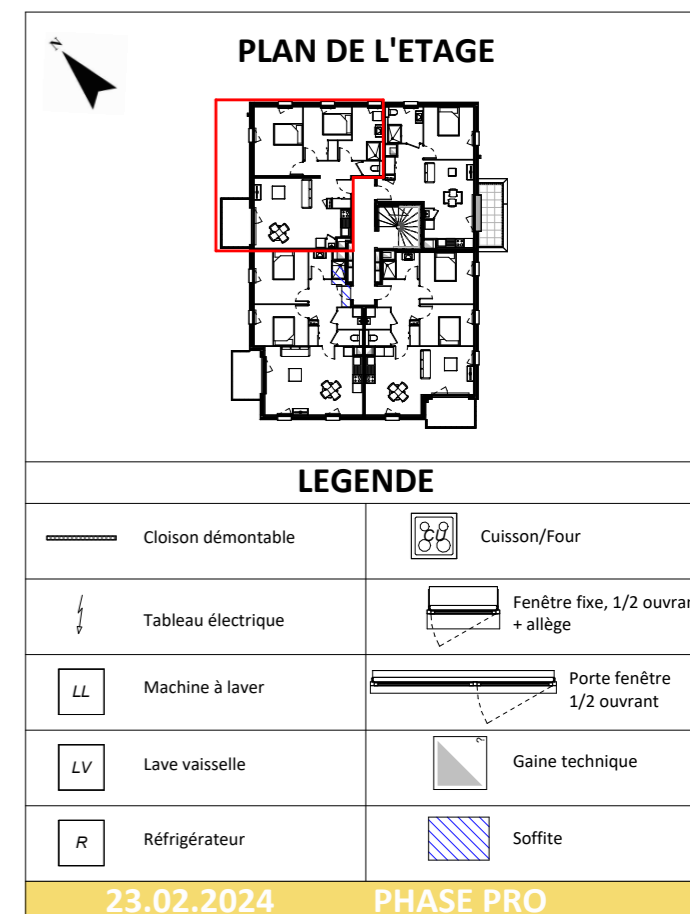 N
PLAN DE L'ETAGE
LEGENDE
Cloison démontable
Cuisson/Four
Tableau électrique
Fenêtre fixe, 1/2 ouvran
+ allège
LL
Machine à laver
Porte fenêtre
1/2 ouvrant
LV
Lave vaisselle
Gaine technique
R
Réfrigérateur
Soffite
23.02.2024 PHASE PRO